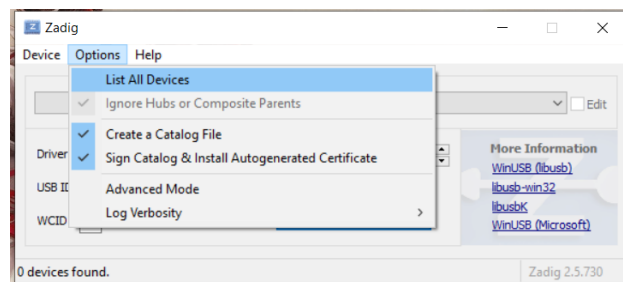 Zadig
Device Options Help
List All Devices
Ignore Hubs or Composite Parents
Edit
Create a Catalog File
Sign Catalog & Install Autogenerated Certificate
Driver
More Information
WinUSB (libusb)
USB ID
libusb-win32
Advanced Mode
libusbK
Log Verbosity
WCID
WinUSB (Microsoft)
0 devices found.
Zadig 2.5.730